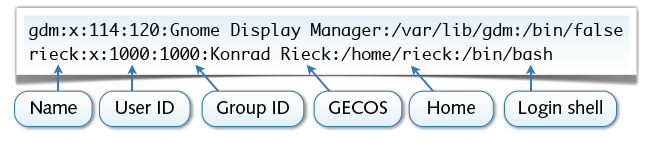 gdm:x:114:120:Gnome Display Manager:/var/lib/gdm:/bin/false
rieck:x:1000:1000:Konrad Rieck:/home/rieck:/bin/bash
Name
User ID
Group ID
GECOS
Home
Login shell